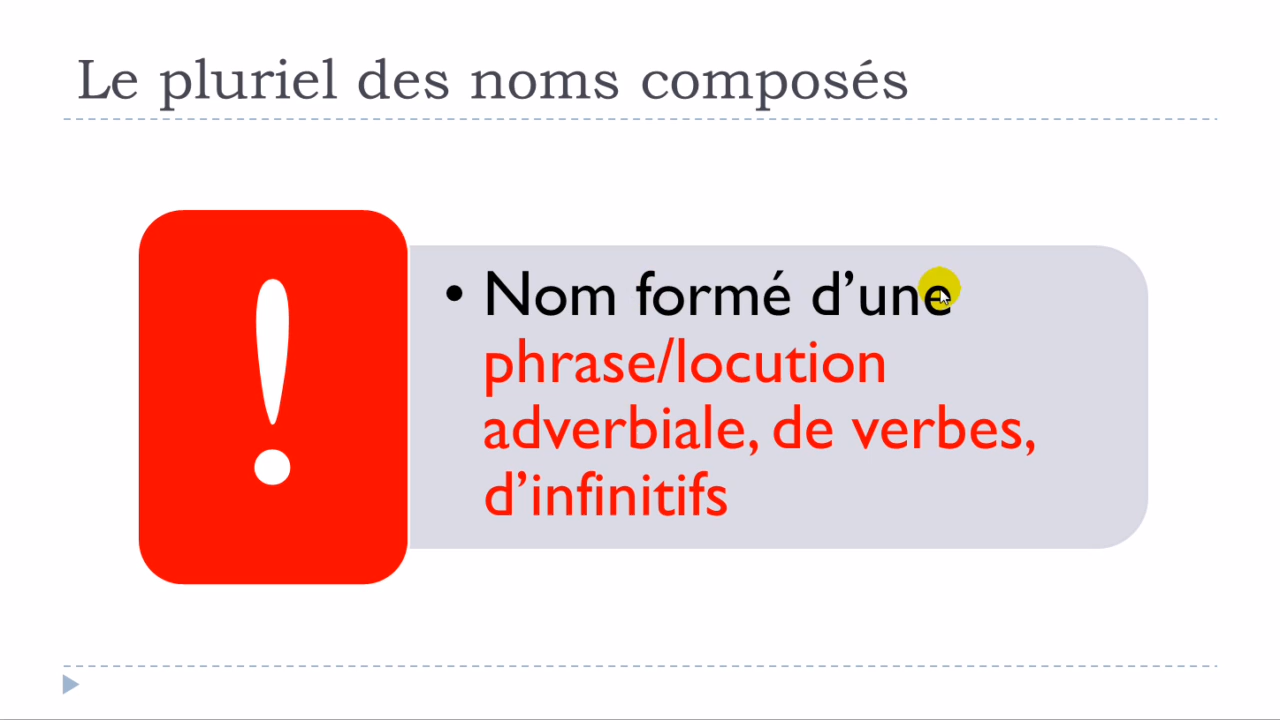 Le pluriel des noms composés
!
• Nom formé d’une
phrase/locution
adverbiale, de verbes,
d’infinitifs